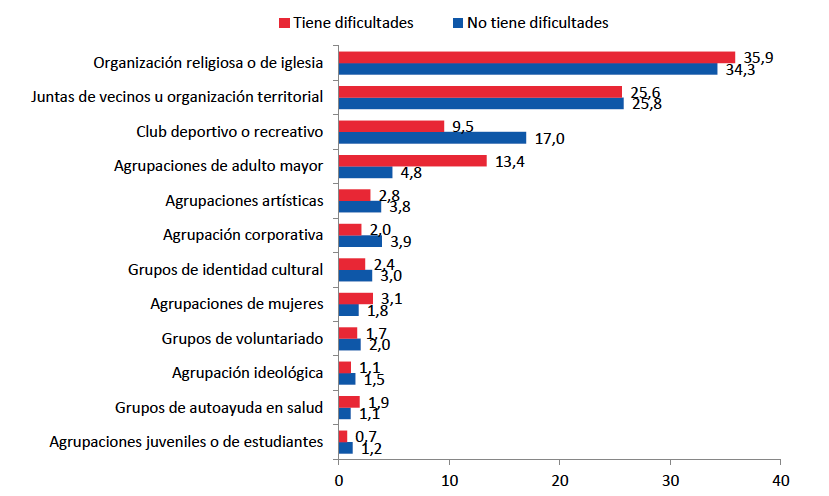 Tiene dificultades No tiene dificultades
Organización religiosa o de iglesia 35,9
34,3
Juntas de vecinos u organización territorial 25,6
25,8
Club deportivo o recreativo 9,5
17,0
Agrupaciones de adulto mayor 13,4
4,8
Agrupaciones artísticas 2,8
3,8
Agrupación corporativa 2,0
3,9
Grupos de identidad cultural 2,4
3,0
Agrupaciones de mujeres 3,1
1,8
Grupos de voluntariado 1,7
2,0
Agrupación ideológica 1,1
1,5
Grupos de autoayuda en salud 1,9
1,1
Agrupaciones juveniles o de estudiantes 0,7
1,2
0 10 20 30 40